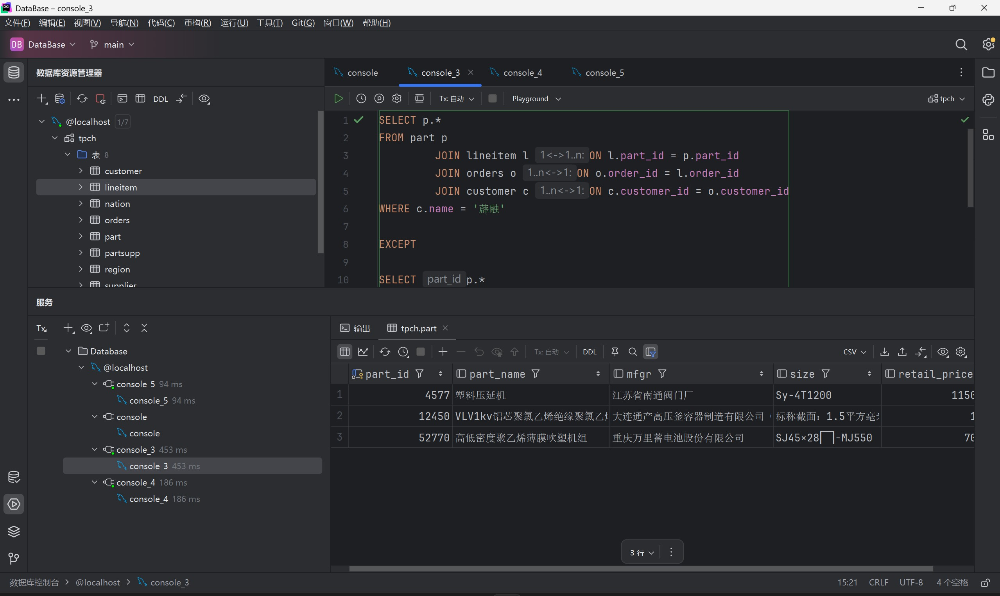 DataBase – console_3
文件(F) 编辑(E) 视图(V) 导航(N) 代码(C) 重构(R) 运行(U) 工具(T) Git(G) 窗口(W) 帮助(H)
DB DataBase main
数据库资源管理器
console console_3 console_4 console_5
DDL
Tx: 自动 Playground tpch
@localhost 1/7
tpch
表 8
customer
lineitem
nation
orders
part
partsupp
region
supplier
1 SELECT p.*
2 FROM part p
3 JOIN lineitem l 1<->1..n: ON l.part_id = p.part_id
4 JOIN orders o 1..n<->1: ON o.order_id = l.order_id
5 JOIN customer c 1..n<->1: ON c.customer_id = o.customer_id
6 WHERE c.name = '薛融'
7
8 EXCEPT
9
10 SELECT part_id p.*
服务
Tx
Database
@localhost
console_5 94 ms
console_5 94 ms
console
console
console_3 453 ms
console_3 453 ms
console_4 186 ms
console_4 186 ms
输出 tpch.part
Tx: 自动 DDL CSV
part_id part_name mfgr size retail_price
1 4577 塑料压延机 江苏省南通阀门厂 Sy-4T1200 1150
2 12450 VLV1kv铝芯聚氯乙烯绝缘聚氯乙 大连通产高压釜容器制造有限公司 标称截面：1.5平方毫 1
3 52770 高低密度聚乙烯薄膜吹塑机组 重庆万里蓄电池股份有限公司 SJ45×28□-MJ550 70
3 行
数据库控制台 @localhost console_3
15:21 CRLF UTF-8 4 个空格